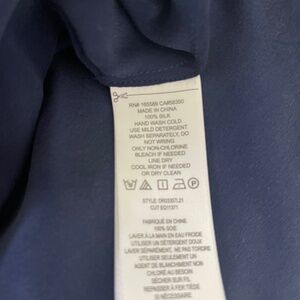 RN# 165589 CA#58350
MADE IN CHINA
100% SILK
HAND WASH COLD
USE MILD DETERGENT
WASH SEPARATELY, DO
NOT WRING
ONLY NON-CHLORINE
BLEACH IF NEEDED
LINE DRY
COOL IRON IF NEEDED
OR DRY CLEAN
CUT
FABRIQUÉ EN CHINE
100% SOIE
LAVER À LA MAIN EN EAU FROIDE
UTILISER UN DÉTERGENT DOUX
LAVER SÉPARÉMENT, NE PAS TORDRE
UTILISER SEULEMENT UN
AGENT DE BLANCHIMENT NON
CHLORÉ AU BESOIN
SÉCHER SUR FIL
REPASSER À FER TIÈDE
SI NÉCESSAIRE